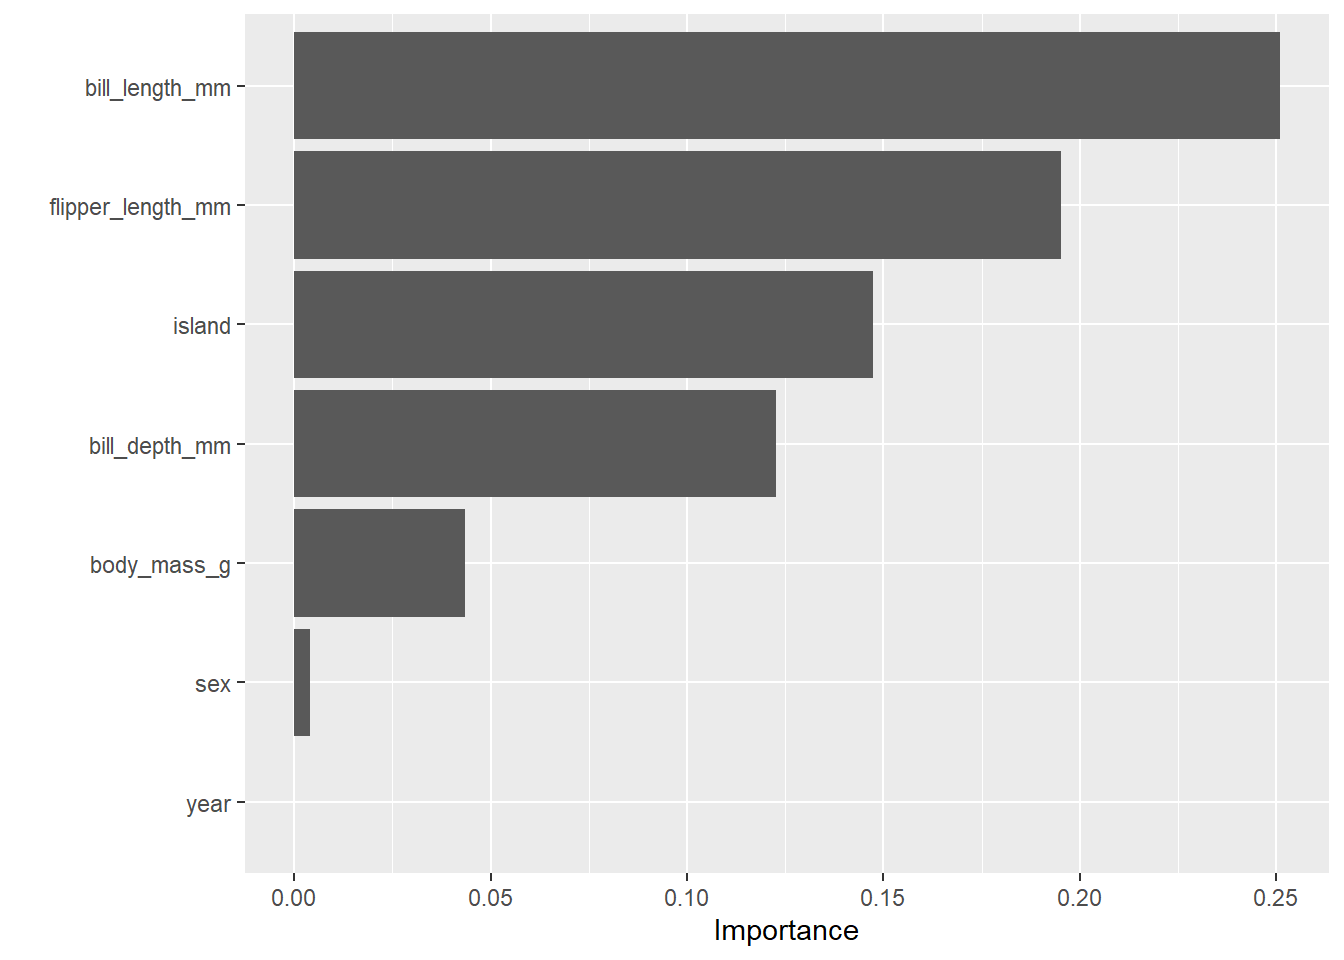 bill_length_mm
flipper_length_mm
island
bill_depth_mm
body_mass_g
sex
year
0.00 0.05 0.10 0.15 0.20 0.25
Importance